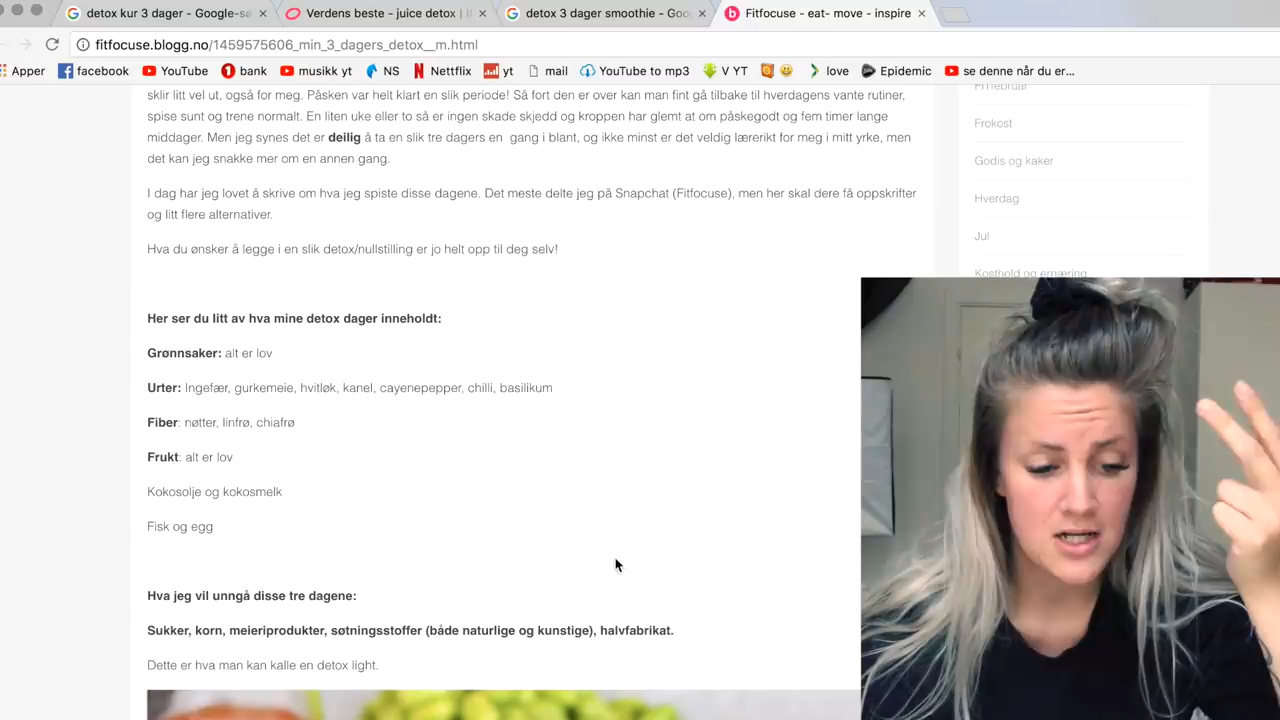 detox kur 3 dager - Google-sø
Verdens beste - juice detox |
detox 3 dager smoothie - Goo
Fitfocuse - eat- move - inspire
fitfocuse.blogg.no/1459575606_min_3_dagers_detox__m.html
Apper facebook YouTube bank musikk yt NS Nettflix yt mail YouTube to mp3 V YT love Epidemic se denne når du er...
sklir litt vel ut, også for meg. Påsken var helt klart en slik periode! Så fort den er over kan man fint gå tilbake til hverdagens vante rutiner,
spise sunt og trene normalt. En liten uke eller to så er ingen skade skjedd og kroppen har glemt at om påskegodt og fem timer lange
middager. Men jeg synes det er deilig å ta en slik tre dagers en gang i blant, og ikke minst er det veldig lærerikt for meg i mitt yrke, men
det kan jeg snakke mer om en annen gang.
I dag har jeg lovet å skrive om hva jeg spiste disse dagene. Det meste delte jeg på Snapchat (Fitfocuse), men her skal dere få oppskrifter
og litt flere alternativer.
Hva du ønsker å legge i en slik detox/nullstilling er jo helt opp til deg selv!
Her ser du litt av hva mine detox dager inneholdt:
Grønnsaker: alt er lov
Urter: Ingefær, gurkemeie, hvitløk, kanel, cayenepepper, chilli, basilikum
Fiber: nøtter, linfrø, chiafrø
Frukt: alt er lov
Kokosolje og kokosmelk
Fisk og egg
Hva jeg vil unngå disse tre dagene:
Sukker, korn, meieriprodukter, søtningsstoffer (både naturlige og kunstige), halvfabrikat.
Dette er hva man kan kalle en detox light.
Fri februar
Frokost
Godis og kaker
Hverdag
Jul
Kosthold og ernæring